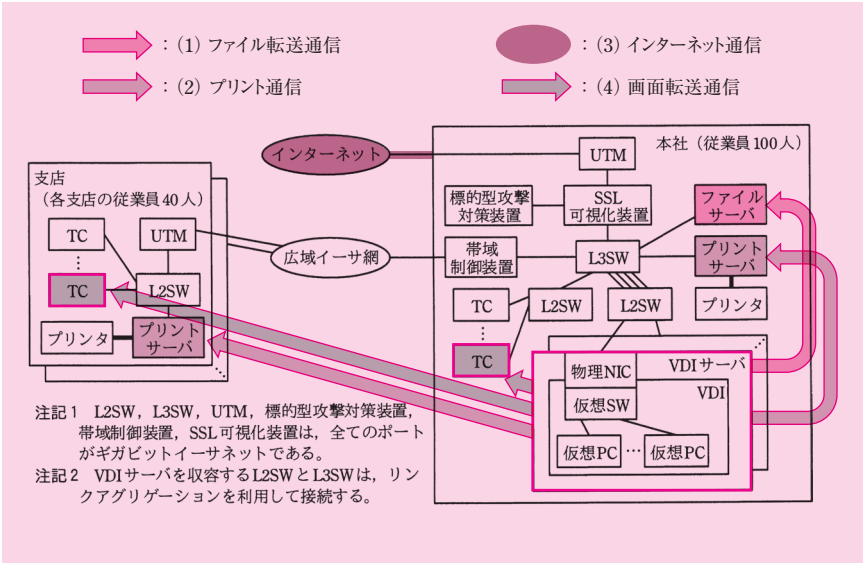 ：(1) ファイル転送通信
：(2) プリント通信
：(3) インターネット通信
：(4) 画面転送通信
インターネット
支店
（各支店の従業員40人）
TC
UTM
⋮
TC
L2SW
プリンタ
プリント
サーバ
広域イーサ網
本社（従業員100人）
UTM
標的型攻撃
対策装置
SSL
可視化装置
ファイル
サーバ
帯域
制御装置
L3SW
プリント
サーバ
TC
L2SW
L2SW
プリンタ
⋮
TC
物理NIC
VDIサーバ
VDI
仮想SW
仮想PC
…
仮想PC
注記1　L2SW，L3SW，UTM，標的型攻撃対策装置，
帯域制御装置，SSL可視化装置は，全てのポート
がギガビットイーサネットである。
注記2　VDIサーバを収容するL2SWとL3SWは，リン
クアグリゲーションを利用して接続する。